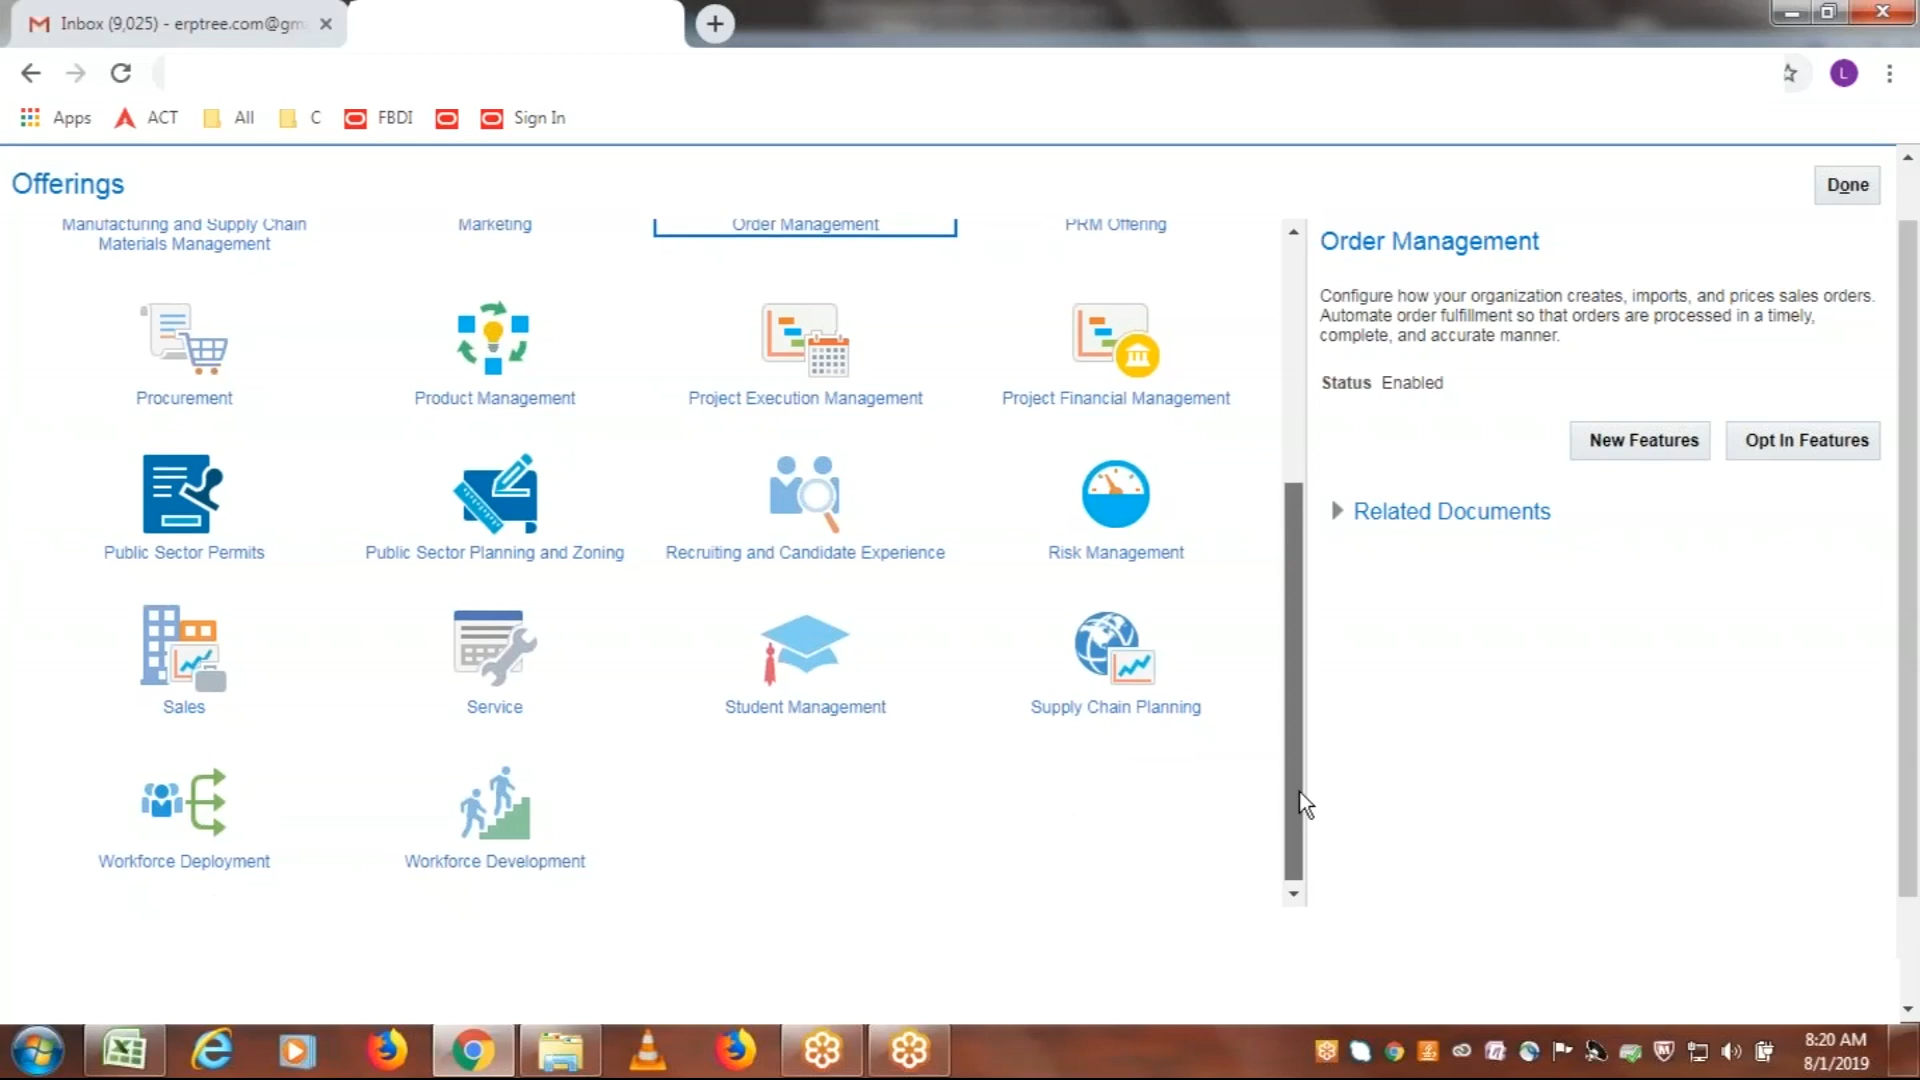 Inbox (9,025) - erptree.com@gm
L
Apps
ACT
All
C
FBDI
Sign In
Offerings
Done
Manufacturing and Supply Chain
Materials Management
Marketing
Order Management
PRM Offering
Procurement
Product Management
Project Execution Management
Project Financial Management
Public Sector Permits
Public Sector Planning and Zoning
Recruiting and Candidate Experience
Risk Management
Sales
Service
Student Management
Supply Chain Planning
Workforce Deployment
Workforce Development
Order Management
Configure how your organization creates, imports, and prices sales orders.
Automate order fulfillment so that orders are processed in a timely,
complete, and accurate manner.
Status Enabled
New Features
Opt In Features
Related Documents
8:20 AM
8/1/2019